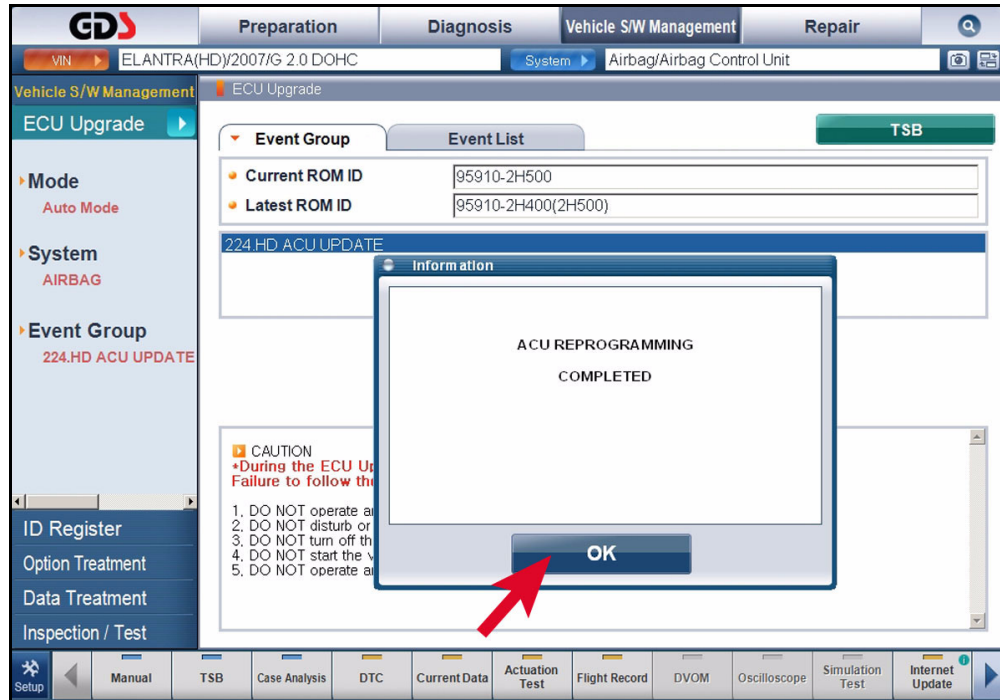 GDS
Preparation
Diagnosis
Vehicle S/W Management
Repair
VIN
ELANTRA(HD)/2007/G 2.0 DOHC
System
Airbag/Airbag Control Unit
Vehicle S/W Management
ECU Upgrade
ECU Upgrade
Event Group
Event List
TSB
Current ROM ID
95910-2H500
Latest ROM ID
95910-2H400(2H500)
Mode
Auto Mode
System
AIRBAG
Event Group
224.HD ACU UPDATE
224.HD ACU UPDATE
Information
ACU REPROGRAMMING
COMPLETED
OK
CAUTION
*During the ECU
Failure to follow
1, DO NOT operate
2, DO NOT disturb or
3, DO NOT turn off
4, DO NOT start the
5, DO NOT operate
ID Register
Option Treatment
Data Treatment
Inspection / Test
Setup
Manual
TSB
Case Analysis
DTC
Current Data
Actuation
Test
Flight Record
DVOM
Oscilloscope
Simulation
Test
Internet
Update